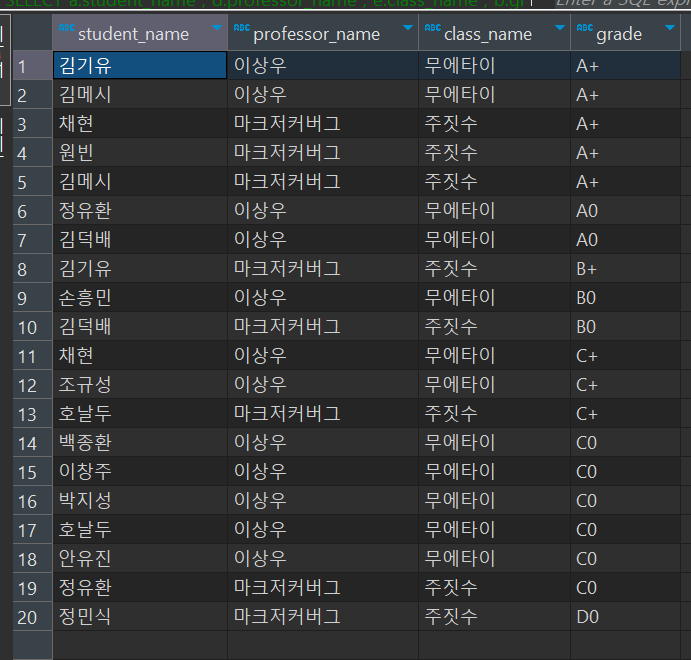 SELECT a.student_name , d.professor_name , e.class_name , b.gr
ABC student_name ABC professor_name ABC class_name ABC grade
1 김기유 이상우 무에타이 A+
2 김메시 이상우 무에타이 A+
3 채현 마크저커버그 주짓수 A+
4 원빈 마크저커버그 주짓수 A+
5 김메시 마크저커버그 주짓수 A+
6 정유환 이상우 무에타이 A0
7 김덕배 이상우 무에타이 A0
8 김기유 마크저커버그 주짓수 B+
9 손흥민 이상우 무에타이 B0
10 김덕배 마크저커버그 주짓수 B0
11 채현 이상우 무에타이 C+
12 조규성 이상우 무에타이 C+
13 호날두 마크저커버그 주짓수 C+
14 백종환 이상우 무에타이 C0
15 이창주 이상우 무에타이 C0
16 박지성 이상우 무에타이 C0
17 호날두 이상우 무에타이 C0
18 안유진 이상우 무에타이 C0
19 정유환 마크저커버그 주짓수 C0
20 정민식 마크저커버그 주짓수 D0